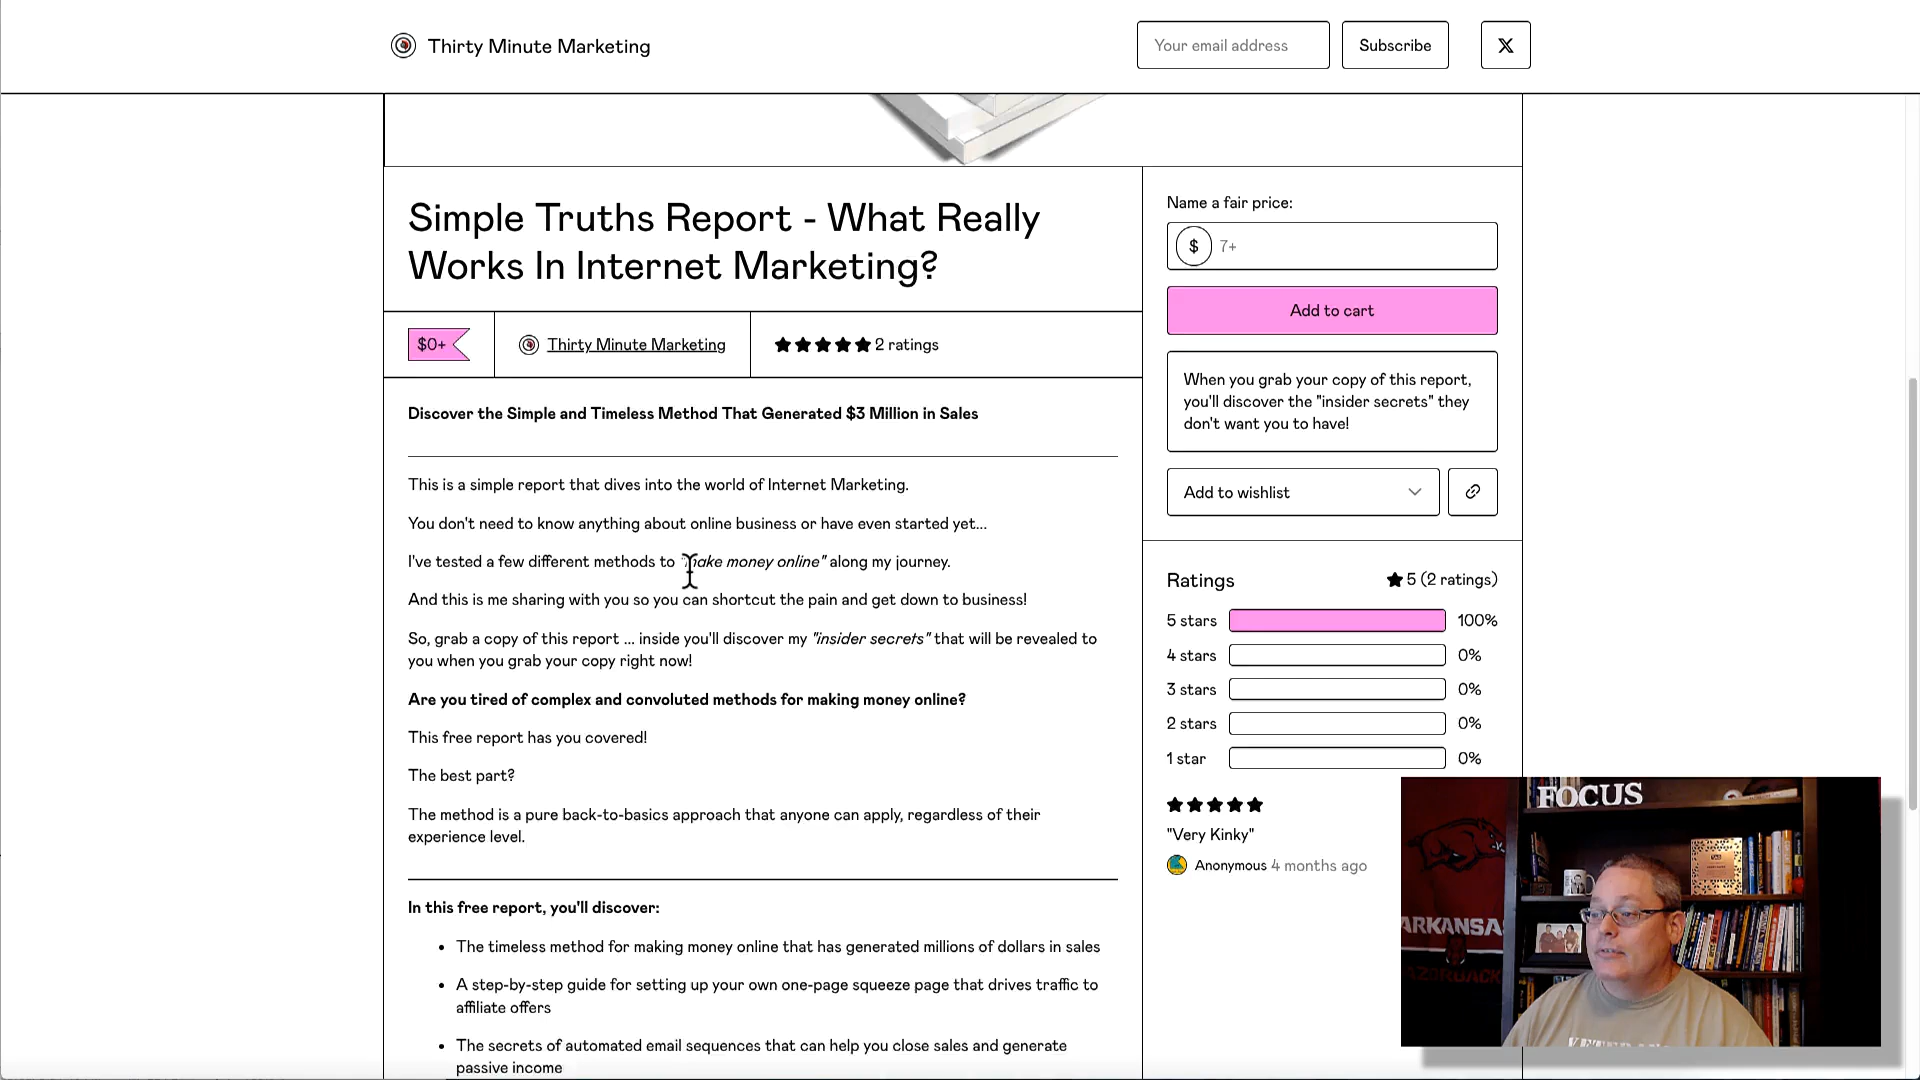 Thirty Minute Marketing
Your email address
Subscribe
Simple Truths Report - What Really
Works In Internet Marketing?
$0+
Thirty Minute Marketing
2 ratings
Discover the Simple and Timeless Method That Generated $3 Million in Sales
This is a simple report that dives into the world of Internet Marketing.
You don't need to know anything about online business or have even started yet...
I've tested a few different methods to "make money online" along my journey.
And this is me sharing with you so you can shortcut the pain and get down to business!
So, grab a copy of this report ... inside you'll discover my "insider secrets" that will be revealed to
you when you grab your copy right now!
Are you tired of complex and convoluted methods for making money online?
This free report has you covered!
The best part?
The method is a pure back-to-basics approach that anyone can apply, regardless of their
experience level.
In this free report, you'll discover:
• The timeless method for making money online that has generated millions of dollars in sales
• A step-by-step guide for setting up your own one-page squeeze page that drives traffic to
affiliate offers
• The secrets of automated email sequences that can help you close sales and generate
passive income
Name a fair price:
$ 7+
Add to cart
When you grab your copy of this report,
you'll discover the "insider secrets" they
don't want you to have!
Add to wishlist
Ratings
5 (2 ratings)
5 stars 100%
4 stars 0%
3 stars 0%
2 stars 0%
1 star 0%
"Very Kinky"
Anonymous 4 months ago
FOCUS
ARKANSAS